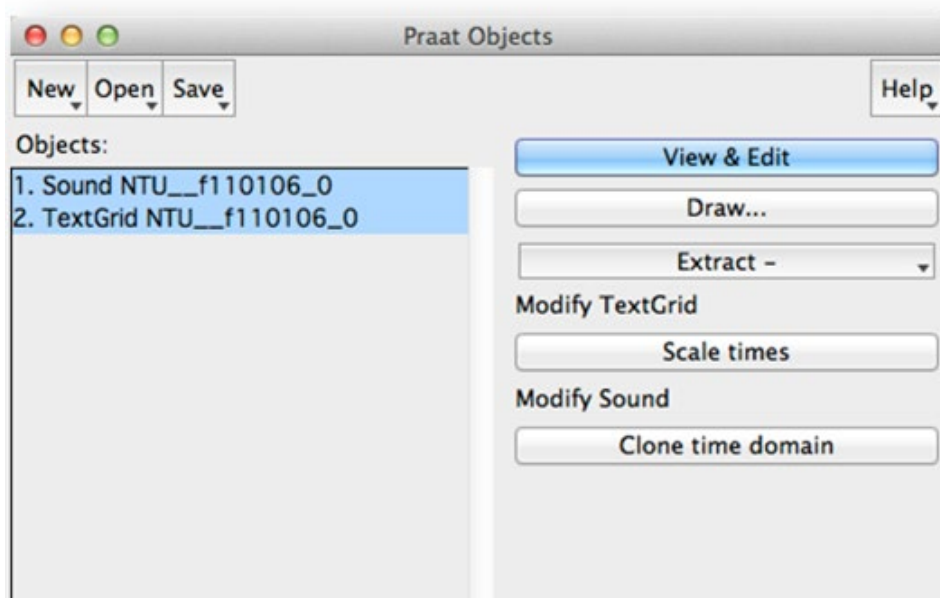 Praat Objects
New Open Save Help
Objects:
1. Sound NTU__f110106_0
2. TextGrid NTU__f110106_0
View & Edit
Draw...
Extract –
Modify TextGrid
Scale times
Modify Sound
Clone time domain